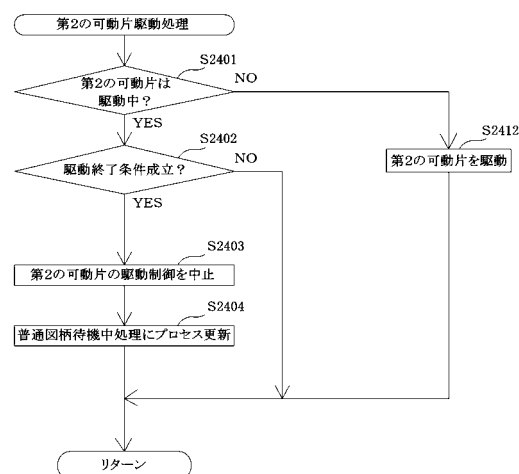 第2の可動片駆動処理
S2401
NO
第2の可動片は
駆動中？
YES
S2402
S2412
NO
駆動終了条件成立？
第2の可動片を駆動
YES
S2403
第2の可動片の駆動制御を中止
S2404
普通図柄待機中処理にプロセス更新
リターン